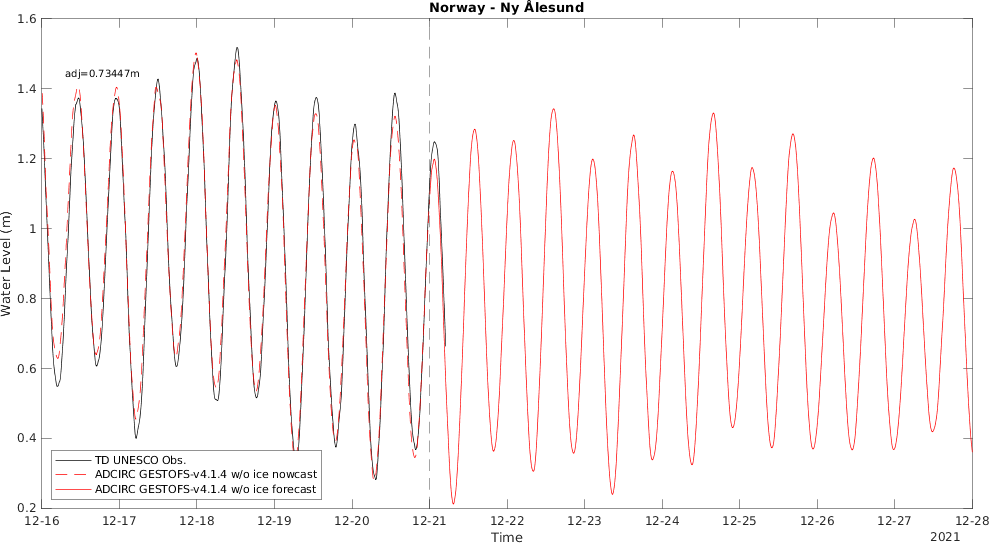 Norway - Ny Ålesund
adj=0.73447m
Water Level (m)
1.6
1.4
1.2
1
0.8
0.6
0.4
0.2
TD UNESCO Obs.
ADCIRC GESTOFS-v4.1.4 w/o ice nowcast
ADCIRC GESTOFS-v4.1.4 w/o ice forecast
12-16 12-17 12-18 12-19 12-20 12-21 12-22 12-23 12-24 12-25 12-26 12-27 12-28
Time
2021